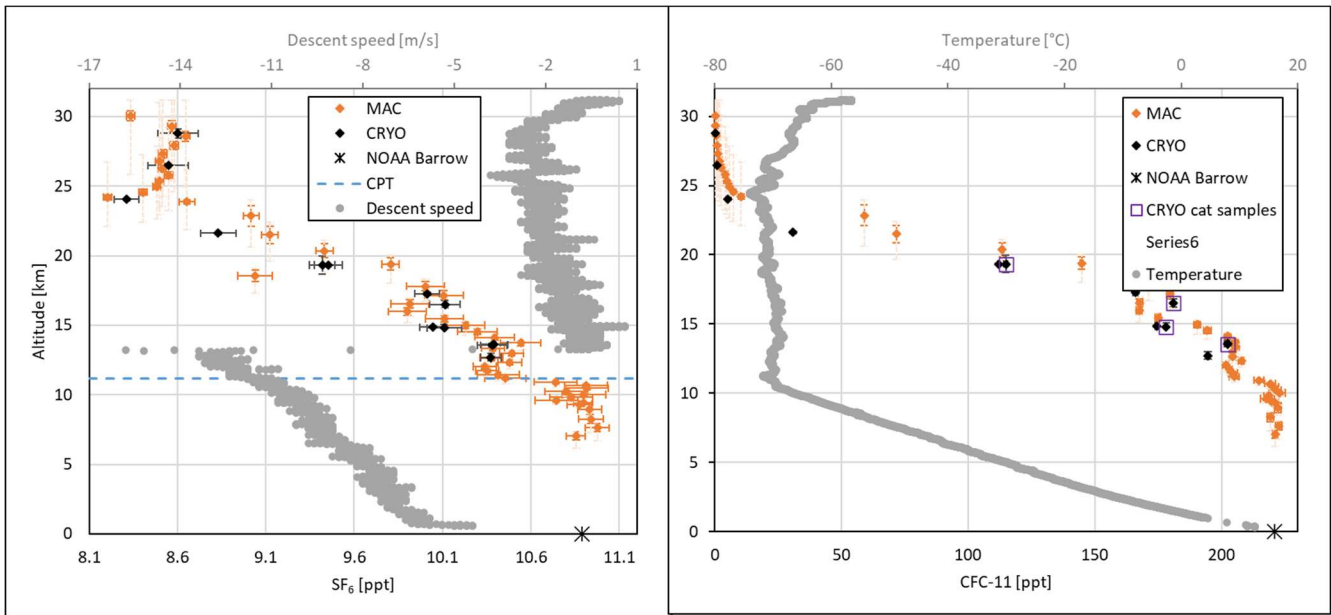 Descent speed [m/s]
-17 -14 -11 -8 -5 -2 1
30
25
20
15
10
5
0
Altitude [km]
MAC
CRYO
NOAA Barrow
CPT
Descent speed
8.1 8.6 9.1 9.6 10.1 10.6 11.1
SF6 [ppt]
Temperature [°C)
-80 -60 -40 -20 0 20
30
25
20
15
10
5
0
MAC
CRYO
NOAA Barrow
CRYO cat samples
Series6
Temperature
0 50 100 150 200
CFC-11 [ppt]